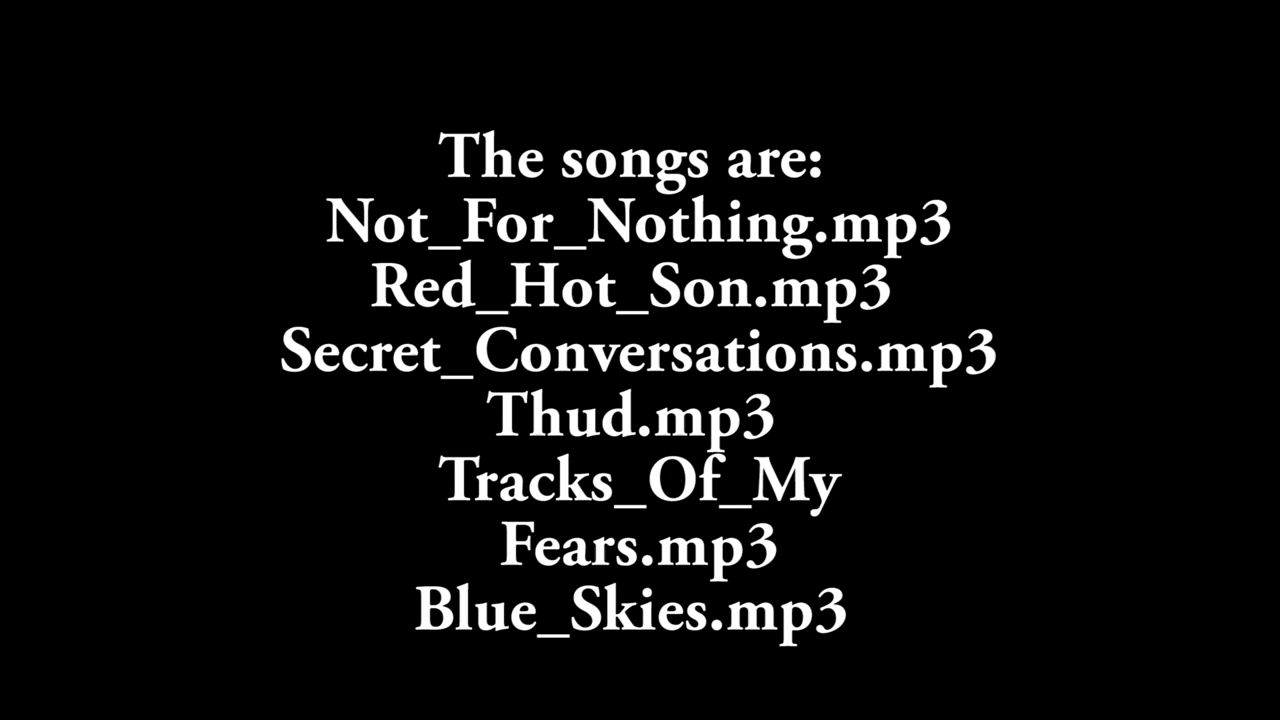 The songs are:
Not_For_Nothing.mp3
Red_Hot_Son.mp3
Secret_Conversations.mp3
Thud.mp3
Tracks_Of_My
Fears.mp3
Blue_Skies.mp3